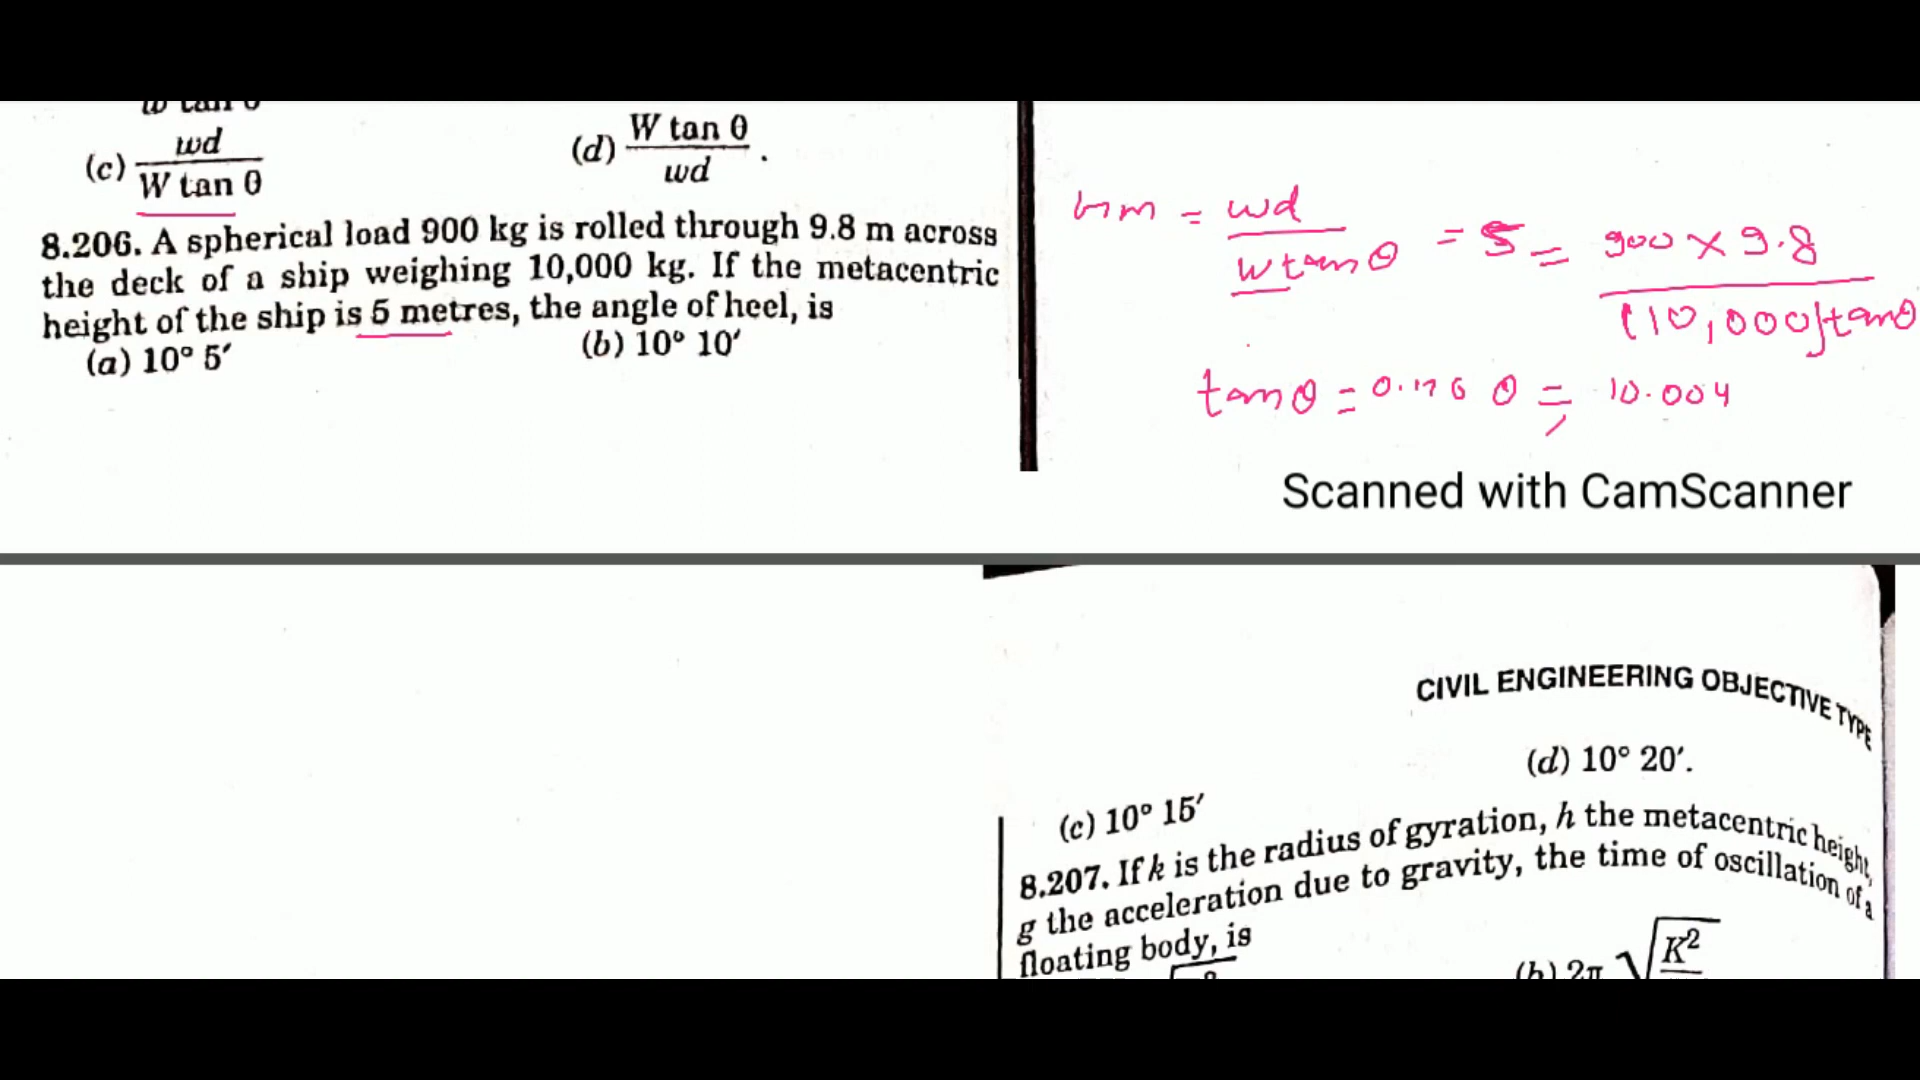 (c) wd / W tan θ
(d) W tan θ / wd .
8.206. A spherical load 900 kg is rolled through 9.8 m across
the deck of a ship weighing 10,000 kg. If the metacentric
height of the ship is 5 metres, the angle of heel, is
(a) 10° 5′
(b) 10° 10′
= wd / W tan θ = 5 = 900 × 9.8 / (10,000) tan θ
tan θ = 0.176 θ = 10.004
Scanned with CamScanner
CIVIL ENGINEERING OBJECTIVE TYPE
(d) 10° 20′.
(c) 10° 15′
8.207. If k is the radius of gyration, h the metacentric height,
g the acceleration due to gravity, the time of oscillation of a
floating body, is
(b) 2π √ K²